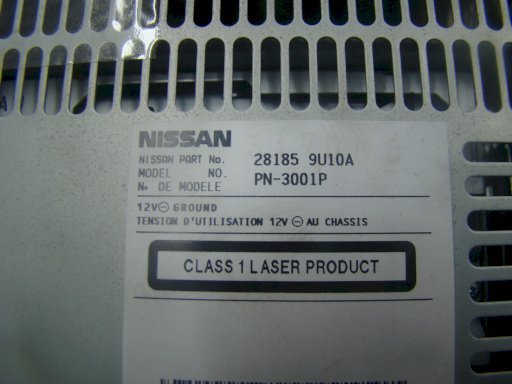 NISSAN
NISSAN PART No. 28185 9U10A
MODEL NO. PN-3001P
N° DE MODELE
12V⊖ GROUND
TENSION D'UTILISATION 12V ⊖ AU CHASSIS
CLASS 1 LASER PRODUCT